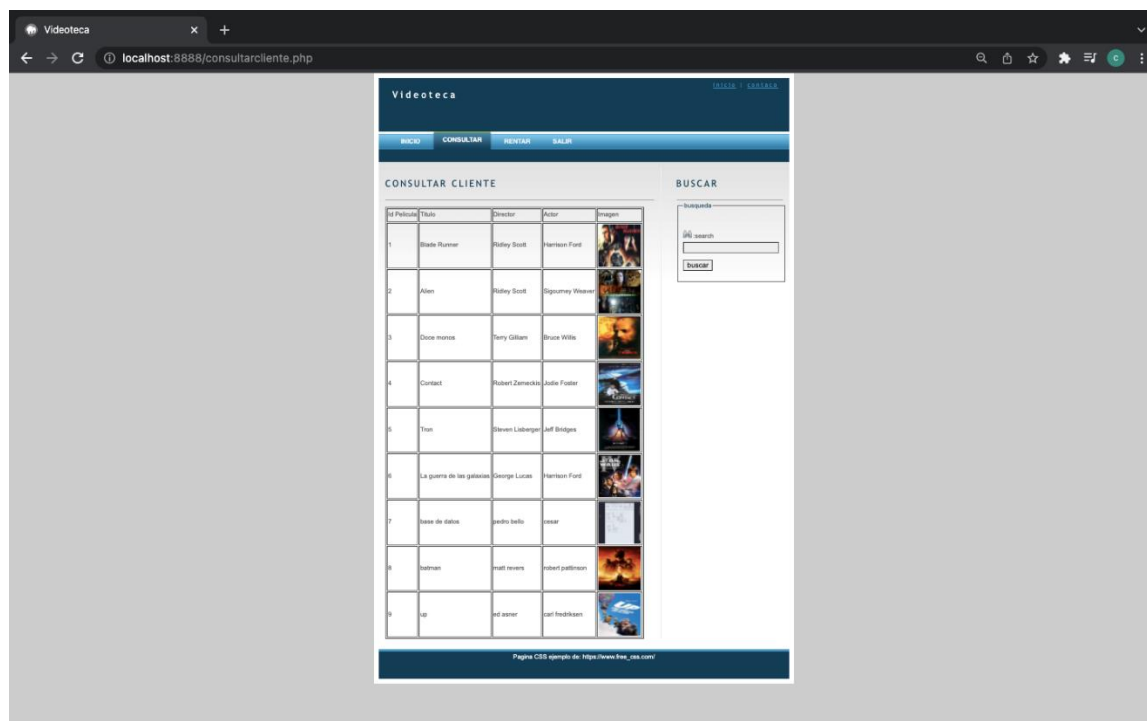 Videoteca
localhost:8888/consultarcliente.php
C
Videoteca
inicio | contaco
INICIO CONSULTAR RENTAR SALIR
CONSULTAR CLIENTE
Id Pelicula Titulo Director Actor Imagen
1 Blade Runner Ridley Scott Harrison Ford
2 Alien Ridley Scott Sigourney Weaver
3 Doce monos Terry Gilliam Bruce Willis
4 Contact Robert Zemeckis Jodie Foster
5 Tron Steven Lisberger Jeff Bridges
6 La guerra de las galaxias George Lucas Harrison Ford
7 base de datos pedro bello cesar
8 batman matt revers robert pattinson
9 up ed asner carl fredriksen
BUSCAR
busqueda
:search
buscar
Pagina CSS ejemplo de: https://www.free_css.com/